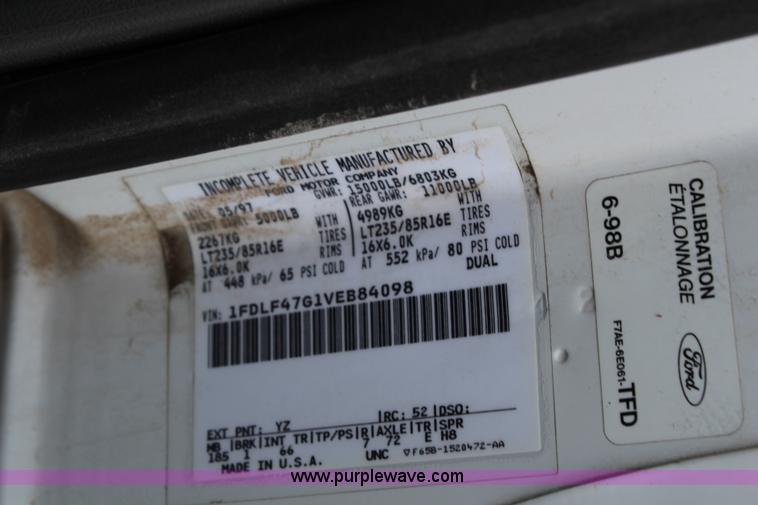 INCOMPLETE VEHICLE MANUFACTURED BY
FORD MOTOR COMPANY
DATE: 05/97 GVWR: 15000LB/6803KG
FRONT GAWR: 5000LB REAR GAWR: 11000LB
2267KG WITH 4989KG WITH
LT235/85R16E TIRES LT235/85R16E TIRES
16X6.0K RIMS 16X6.0K RIMS
AT 448 kPa/ 65 PSI COLD AT 552 kPa/ 80 PSI COLD
DUAL
VIN: 1FDLF47G1VEB84098
EXT PNT: YZ RC: 52 DSO:
WB BRK INT TR TP/PS R AXLE TR SPR
185 1 66 7 72 E H8
MADE IN U.S.A. UNC ▽F65B-1520472-AA
CALIBRATION
ÉTALONNAGE
6-98B
Ford
F7AE-6E061-TFD
www.purplewave.com